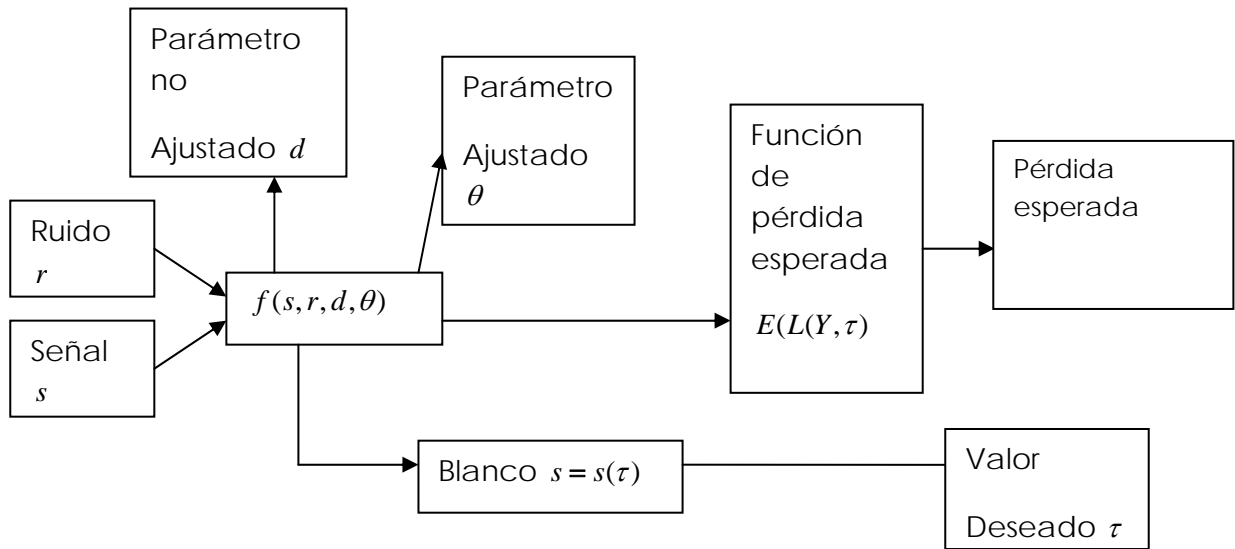 Parámetro
no
Ajustado d
Parámetro
Ajustado
θ
Función
de
pérdida
esperada
E(L(Y,τ)
Pérdida
esperada
Ruido
r
f(s,r,d,θ)
Señal
s
Blanco s = s(τ)
Valor
Deseado τ